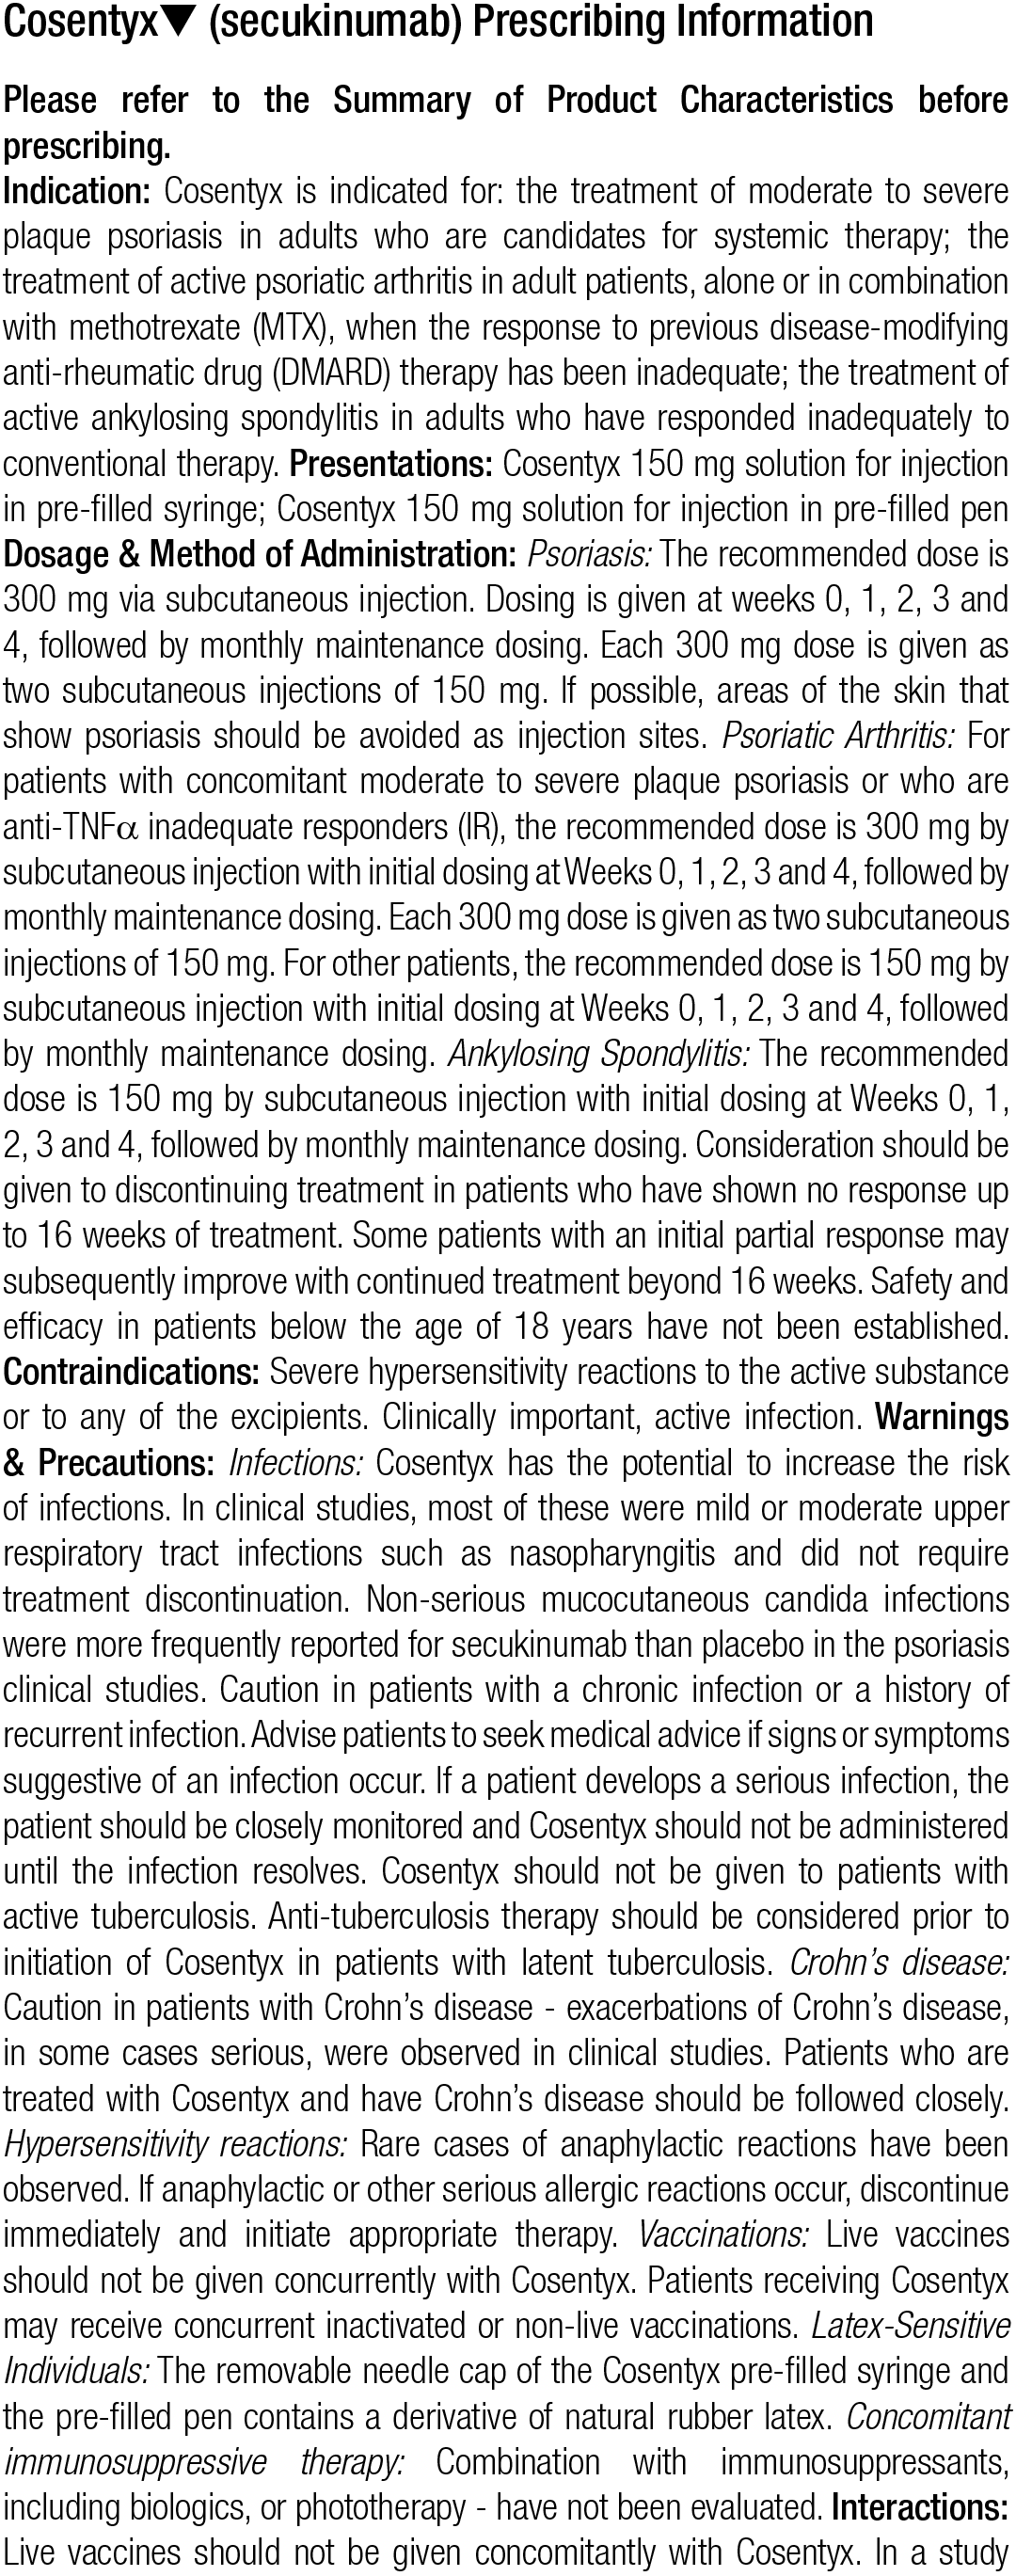 Cosentyx▼ (secukinumab) Prescribing Information
Please refer to the Summary of Product Characteristics before
prescribing.
Indication: Cosentyx is indicated for: the treatment of moderate to severe
plaque psoriasis in adults who are candidates for systemic therapy; the
treatment of active psoriatic arthritis in adult patients, alone or in combination
with methotrexate (MTX), when the response to previous disease-modifying
anti-rheumatic drug (DMARD) therapy has been inadequate; the treatment of
active ankylosing spondylitis in adults who have responded inadequately to
conventional therapy. Presentations: Cosentyx 150 mg solution for injection
in pre-filled syringe; Cosentyx 150 mg solution for injection in pre-filled pen
Dosage & Method of Administration: Psoriasis: The recommended dose is
300 mg via subcutaneous injection. Dosing is given at weeks 0, 1, 2, 3 and
4, followed by monthly maintenance dosing. Each 300 mg dose is given as
two subcutaneous injections of 150 mg. If possible, areas of the skin that
show psoriasis should be avoided as injection sites. Psoriatic Arthritis: For
patients with concomitant moderate to severe plaque psoriasis or who are
anti-TNFα inadequate responders (IR), the recommended dose is 300 mg by
subcutaneous injection with initial dosing at Weeks 0, 1, 2, 3 and 4, followed by
monthly maintenance dosing. Each 300 mg dose is given as two subcutaneous
injections of 150 mg. For other patients, the recommended dose is 150 mg by
subcutaneous injection with initial dosing at Weeks 0, 1, 2, 3 and 4, followed
by monthly maintenance dosing. Ankylosing Spondylitis: The recommended
dose is 150 mg by subcutaneous injection with initial dosing at Weeks 0, 1,
2, 3 and 4, followed by monthly maintenance dosing. Consideration should be
given to discontinuing treatment in patients who have shown no response up
to 16 weeks of treatment. Some patients with an initial partial response may
subsequently improve with continued treatment beyond 16 weeks. Safety and
efficacy in patients below the age of 18 years have not been established.
Contraindications: Severe hypersensitivity reactions to the active substance
or to any of the excipients. Clinically important, active infection. Warnings
& Precautions: Infections: Cosentyx has the potential to increase the risk
of infections. In clinical studies, most of these were mild or moderate upper
respiratory tract infections such as nasopharyngitis and did not require
treatment discontinuation. Non-serious mucocutaneous candida infections
were more frequently reported for secukinumab than placebo in the psoriasis
clinical studies. Caution in patients with a chronic infection or a history of
recurrent infection. Advise patients to seek medical advice if signs or symptoms
suggestive of an infection occur. If a patient develops a serious infection, the
patient should be closely monitored and Cosentyx should not be administered
until the infection resolves. Cosentyx should not be given to patients with
active tuberculosis. Anti-tuberculosis therapy should be considered prior to
initiation of Cosentyx in patients with latent tuberculosis. Crohn’s disease:
Caution in patients with Crohn’s disease - exacerbations of Crohn’s disease,
in some cases serious, were observed in clinical studies. Patients who are
treated with Cosentyx and have Crohn’s disease should be followed closely.
Hypersensitivity reactions: Rare cases of anaphylactic reactions have been
observed. If anaphylactic or other serious allergic reactions occur, discontinue
immediately and initiate appropriate therapy. Vaccinations: Live vaccines
should not be given concurrently with Cosentyx. Patients receiving Cosentyx
may receive concurrent inactivated or non-live vaccinations. Latex-Sensitive
Individuals: The removable needle cap of the Cosentyx pre-filled syringe and
the pre-filled pen contains a derivative of natural rubber latex. Concomitant
immunosuppressive therapy: Combination with immunosuppressants,
including biologics, or phototherapy - have not been evaluated. Interactions:
Live vaccines should not be given concomitantly with Cosentyx. In a study